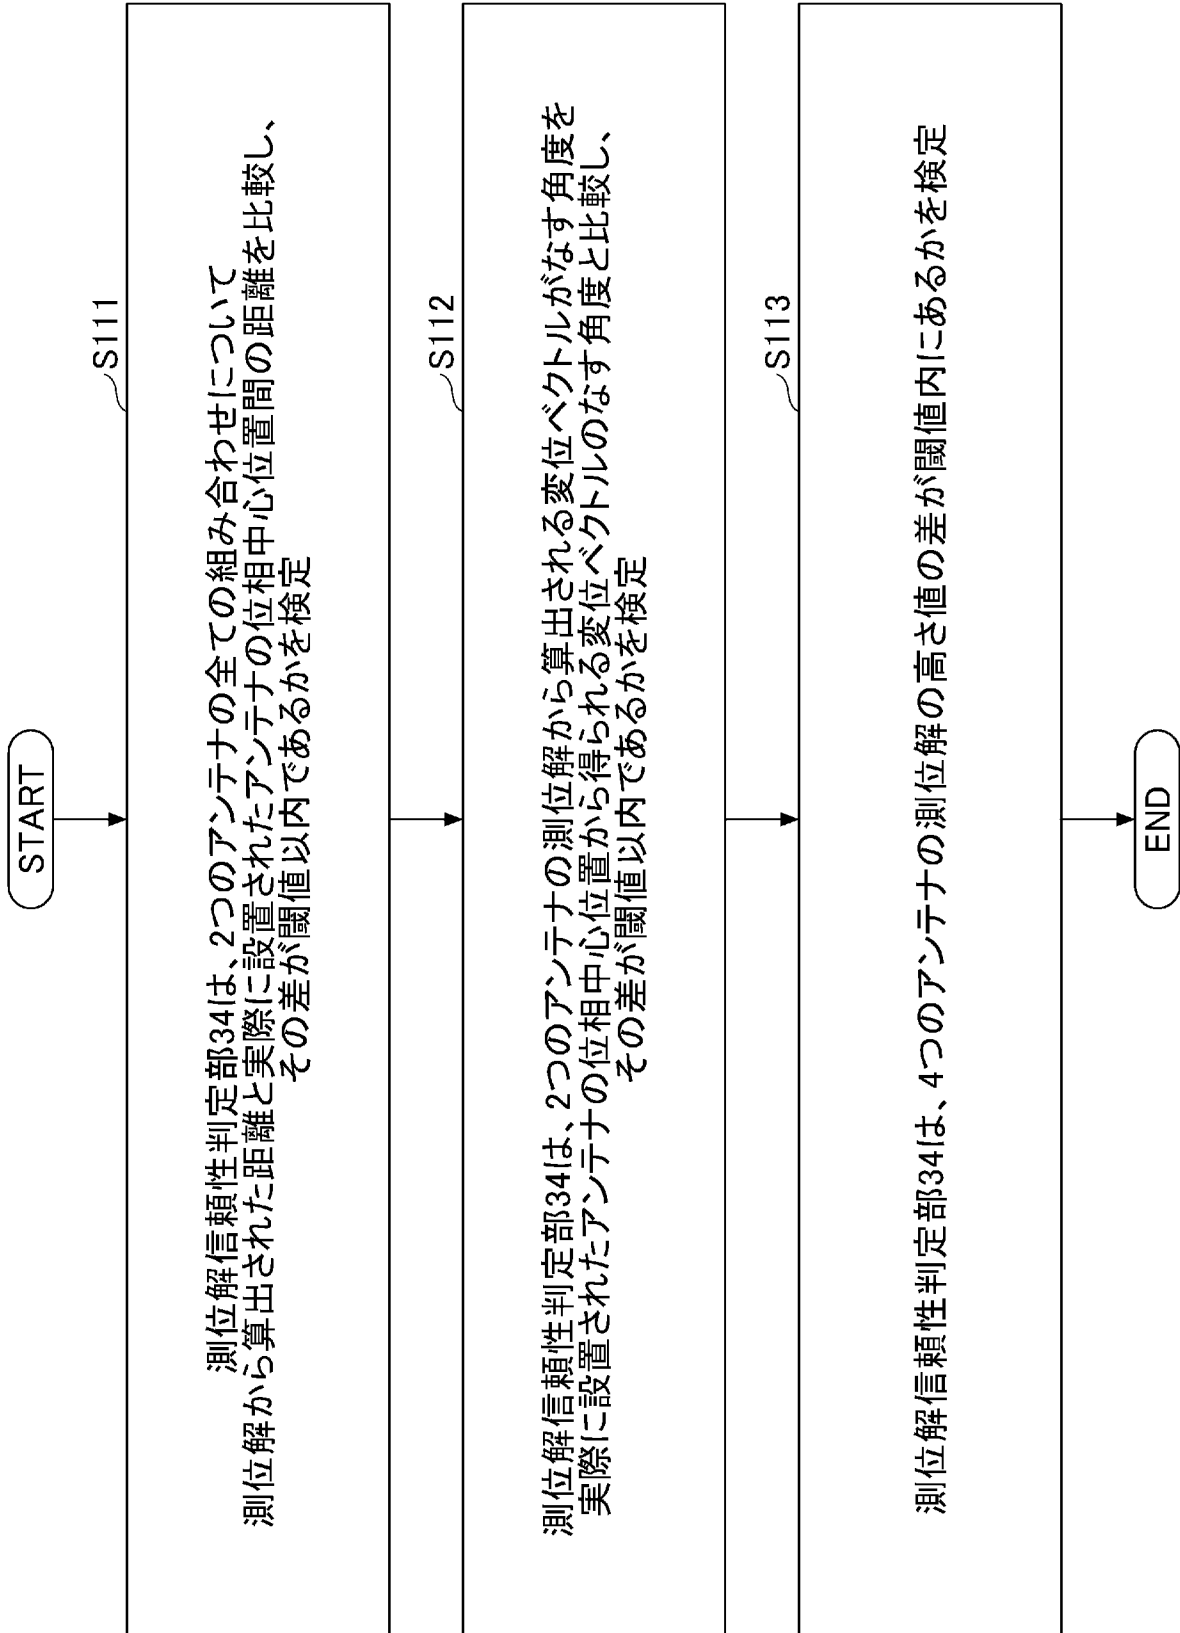 START
S111
測位解信頼性判定部34は、2つのアンテナの全ての組み合わせについて
測位解から算出された距離と実際に設置されたアンテナの位相中心位置間の距離を比較し、
その差が閾値以内であるかを検定
S112
測位解信頼性判定部34は、2つのアンテナの測位解から算出される変位ベクトルがなす角度を
実際に設置されたアンテナの位相中心位置から得られる変位ベクトルのなす角度と比較し、
その差が閾値以内であるかを検定
S113
測位解信頼性判定部34は、4つのアンテナの測位解の高さ値の差が閾値内にあるかを検定
END